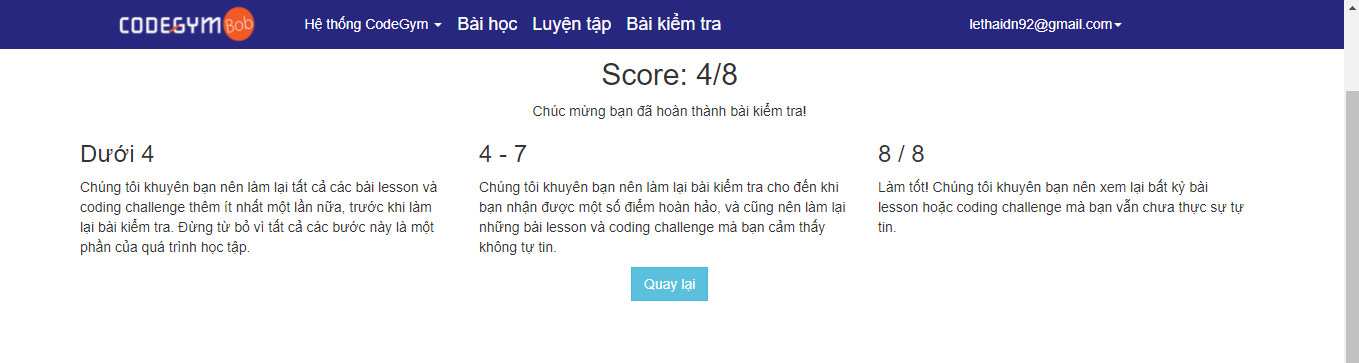 CODEGYM Bob Hệ thống CodeGym Bài học Luyện tập Bài kiểm tra lethaidn92@gmail.com
Score: 4/8
Chúc mừng bạn đã hoàn thành bài kiểm tra!
Dưới 4
Chúng tôi khuyên bạn nên làm lại tất cả các bài lesson và
coding challenge thêm ít nhất một lần nữa, trước khi làm
lại bài kiểm tra. Đừng từ bỏ vì tất cả các bước này là một
phần của quá trình học tập.
4 - 7
Chúng tôi khuyên bạn nên làm lại bài kiểm tra cho đến khi
bạn nhận được một số điểm hoàn hảo, và cũng nên làm lại
những bài lesson và coding challenge mà bạn cảm thấy
không tự tin.
8 / 8
Làm tốt! Chúng tôi khuyên bạn nên xem lại bất kỳ bài
lesson hoặc coding challenge mà bạn vẫn chưa thực sự tự
tin.
Quay lại